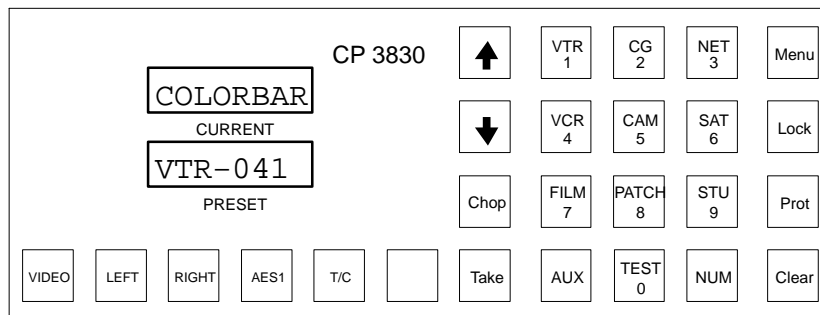 CP 3830
COLORBAR
CURRENT
VTR-041
PRESET
VTR
1
CG
2
NET
3
Menu
VCR
4
CAM
5
SAT
6
Lock
Chop
FILM
7
PATCH
8
STU
9
Prot
VIDEO
LEFT
RIGHT
AES1
T/C
Take
AUX
TEST
0
NUM
Clear